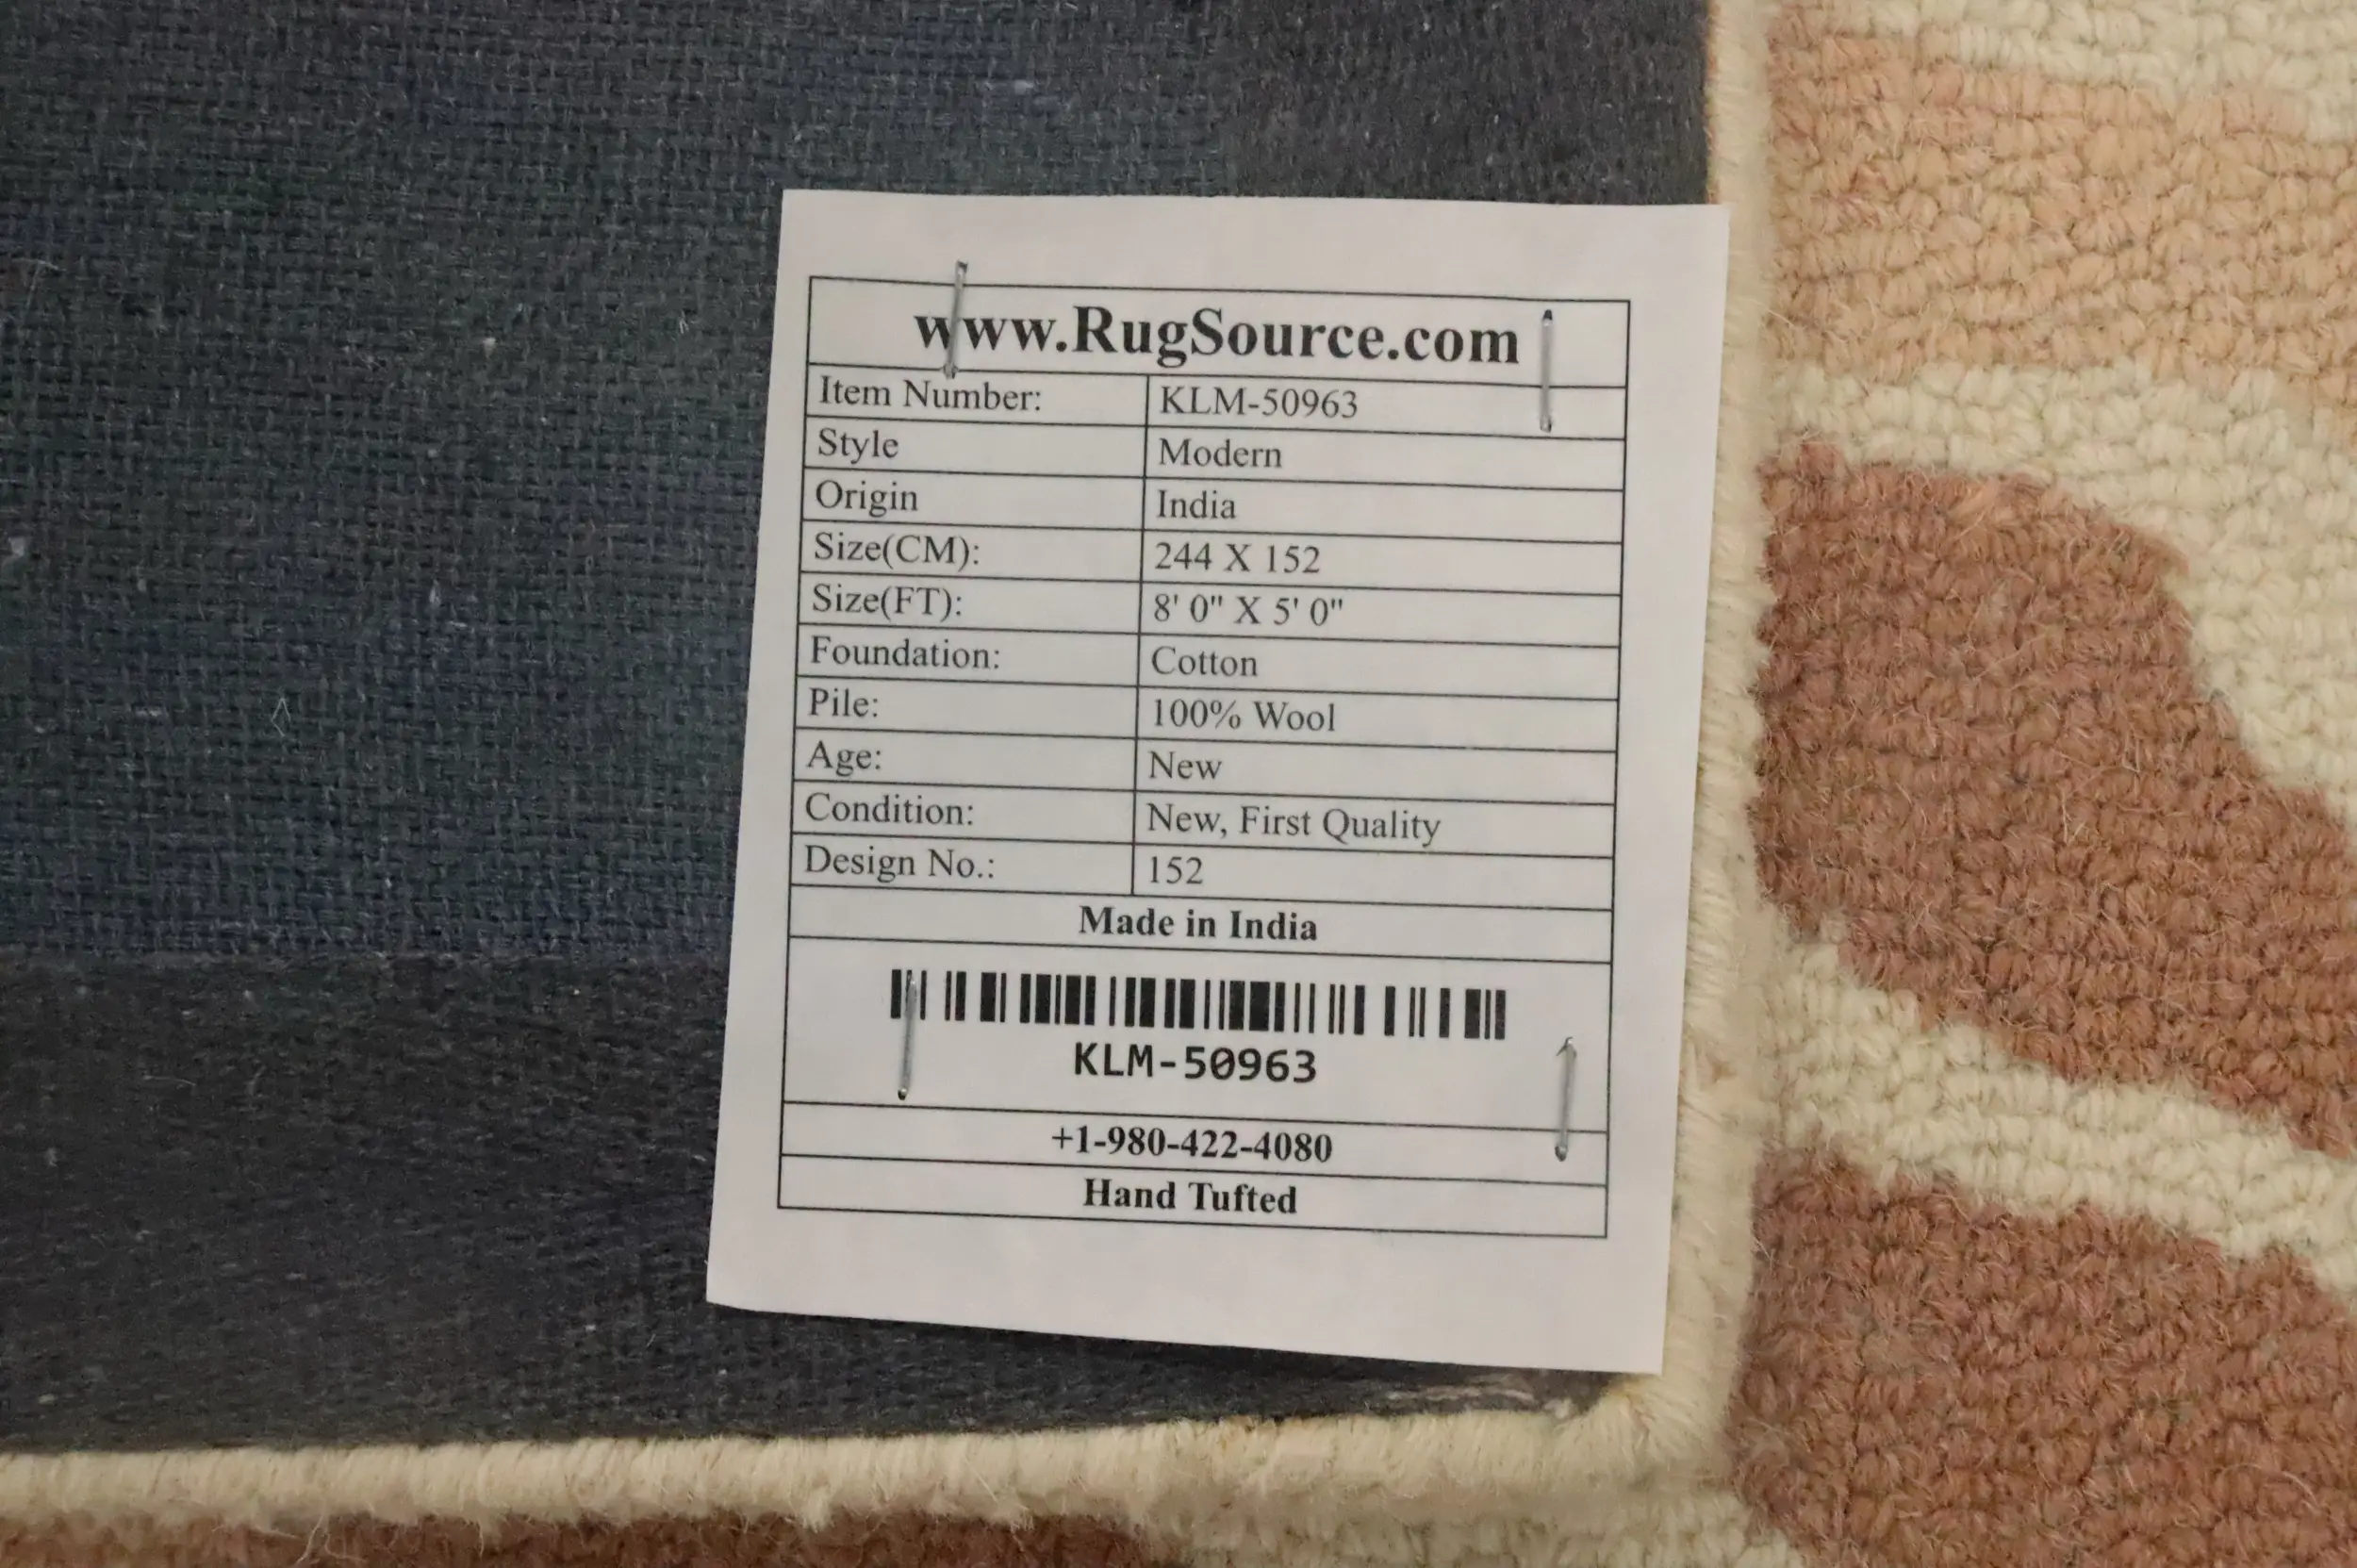 www.RugSource.com
Item Number: KLM-50963
Style Modern
Origin India
Size(CM): 244 X 152
Size(FT): 8' 0" X 5' 0"
Foundation: Cotton
Pile: 100% Wool
Age: New
Condition: New, First Quality
Design No.: 152
Made in India
KLM-50963
+1-980-422-4080
Hand Tufted